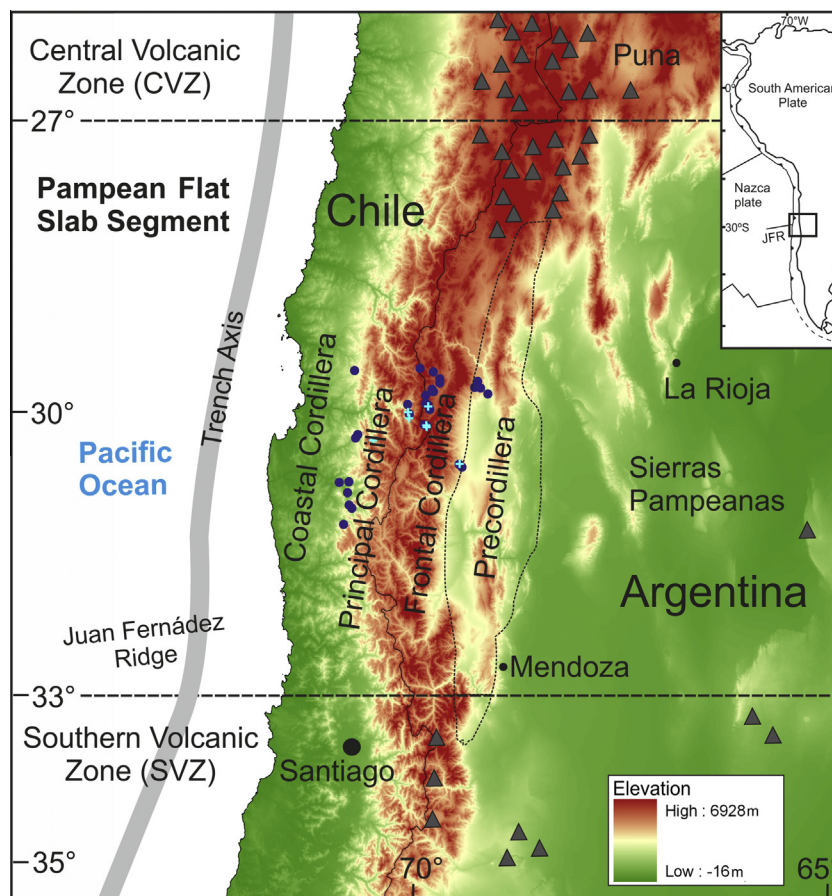 Central Volcanic
Zone (CVZ)
Puna
70°W
South American
Plate
0°
Nazca
plate
30°S
JFR
27°
Pampean Flat
Slab Segment
Chile
Trench Axis
La Rioja
30°
Pacific
Ocean
Coastal Cordillera
Principal Cordillera
Frontal Cordillera
Precordillera
Sierras
Pampeanas
Argentina
Juan Fernádez
Ridge
Mendoza
33°
Southern Volcanic
Zone (SVZ)
Santiago
Elevation
High : 6928m
Low : -16m
35°
70°
65